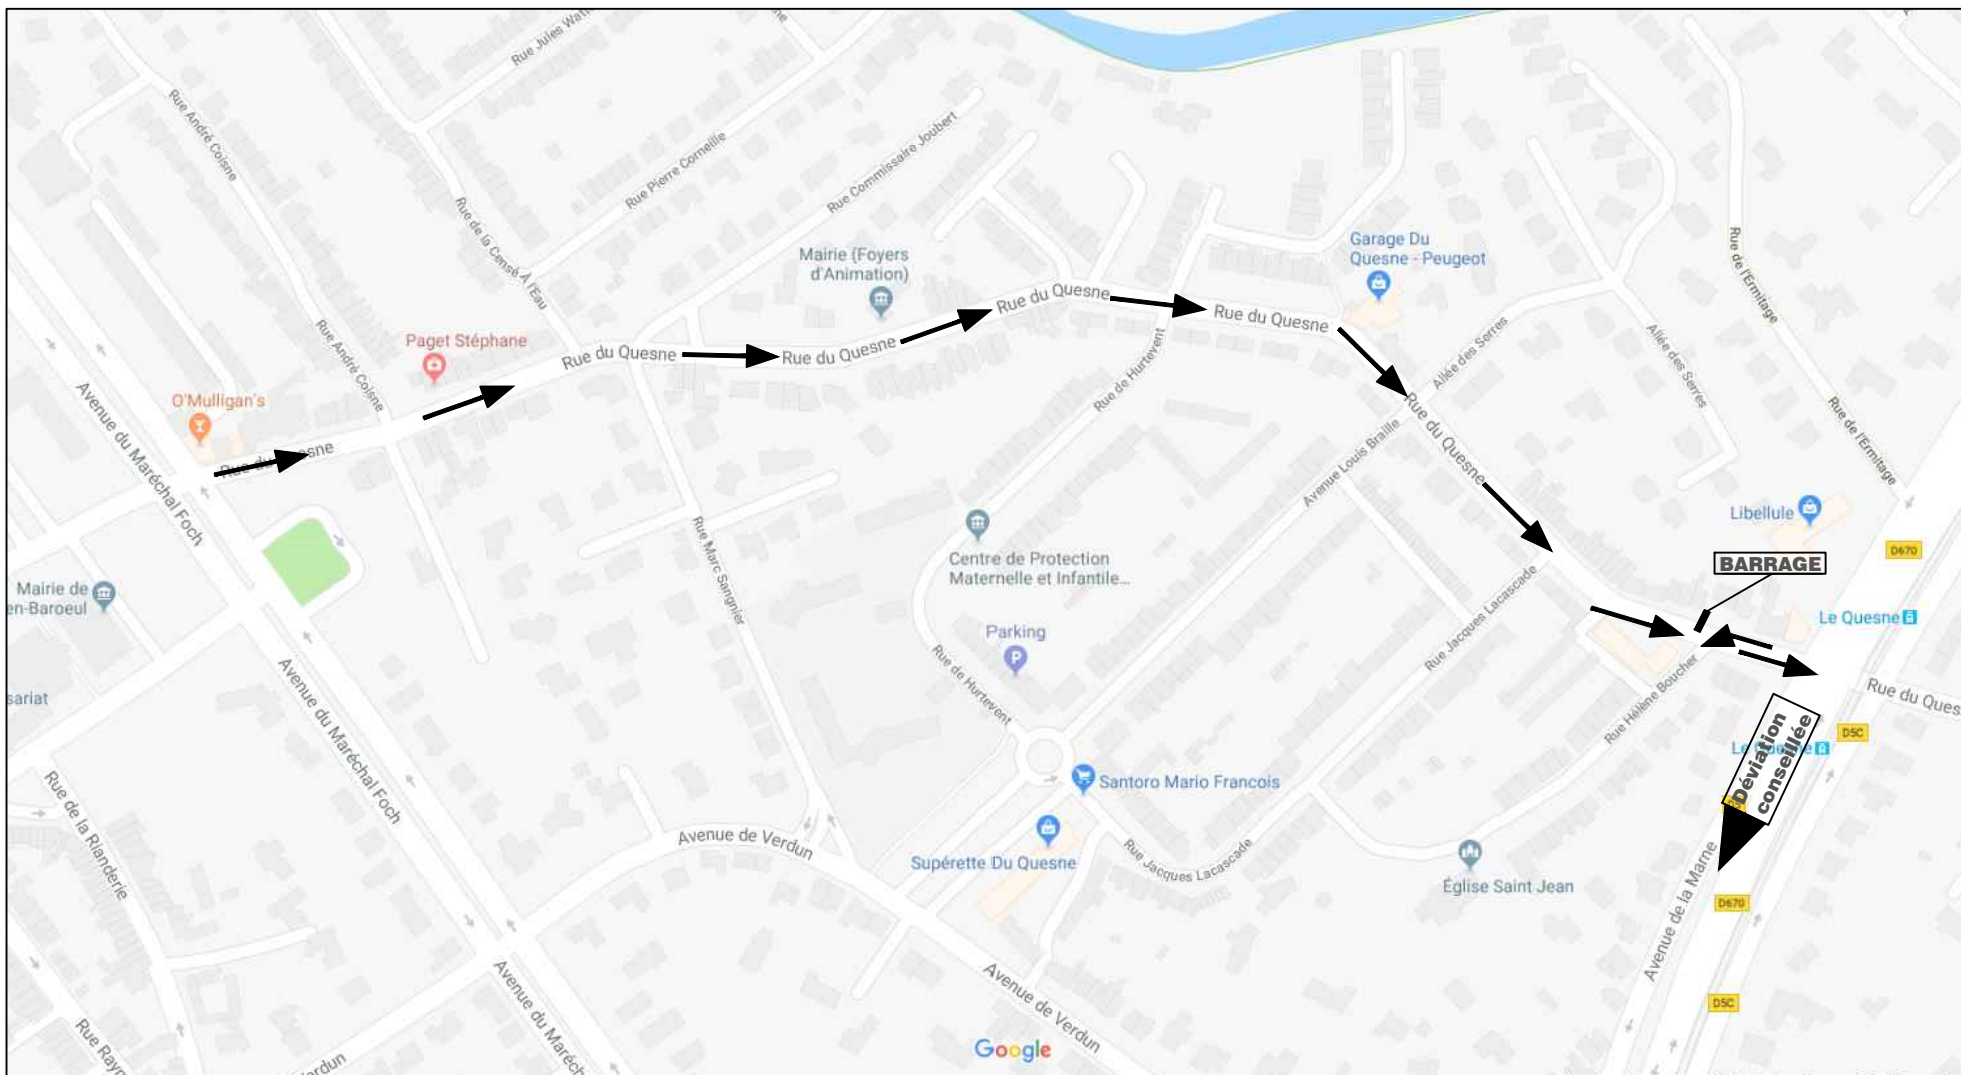 Rue Jules
Rue André Coisne
Rue Pierre Corneille
Rue Commissaire Joubert
Rue de la Censé À l'Eau
Mairie (Foyers
d'Animation)
Garage Du
Quesne - Peugeot
Rue de l'Ermitage
Rue du Quesne
Rue du Quesne
Rue André Coisne
Paget Stéphane
Rue du Quesne
Rue du Quesne
Rue de Hurtevent
Allée des Serres
Allée des Serres
O'Mulligan's
Avenue du Maréchal Foch
Rue du Quesne
Rue du Quesne
Avenue Louis Braille
Rue de l'Ermitage
Libellule
D670
Rue Marc Sangnier
Centre de Protection
Maternelle et Infantile...
BARRAGE
Mairie de
en-Baroeul
Le Quesne
Parking
Rue Jacques Lacascade
Rue Hélène Boucher
Rue de Hurtevent
sariat
Rue du Ques
Avenue du Maréchal Foch
Déviation
conseillée
D5C
Santoro Mario Francois
Rue de la Rianderie
Avenue de Verdun
Supérette Du Quesne
Rue Jacques Lacascade
Église Saint Jean
Avenue de la Marne
D670
Avenue du Maréch
Avenue de Verdun
D5C
Rue Rayn
Google
erdun